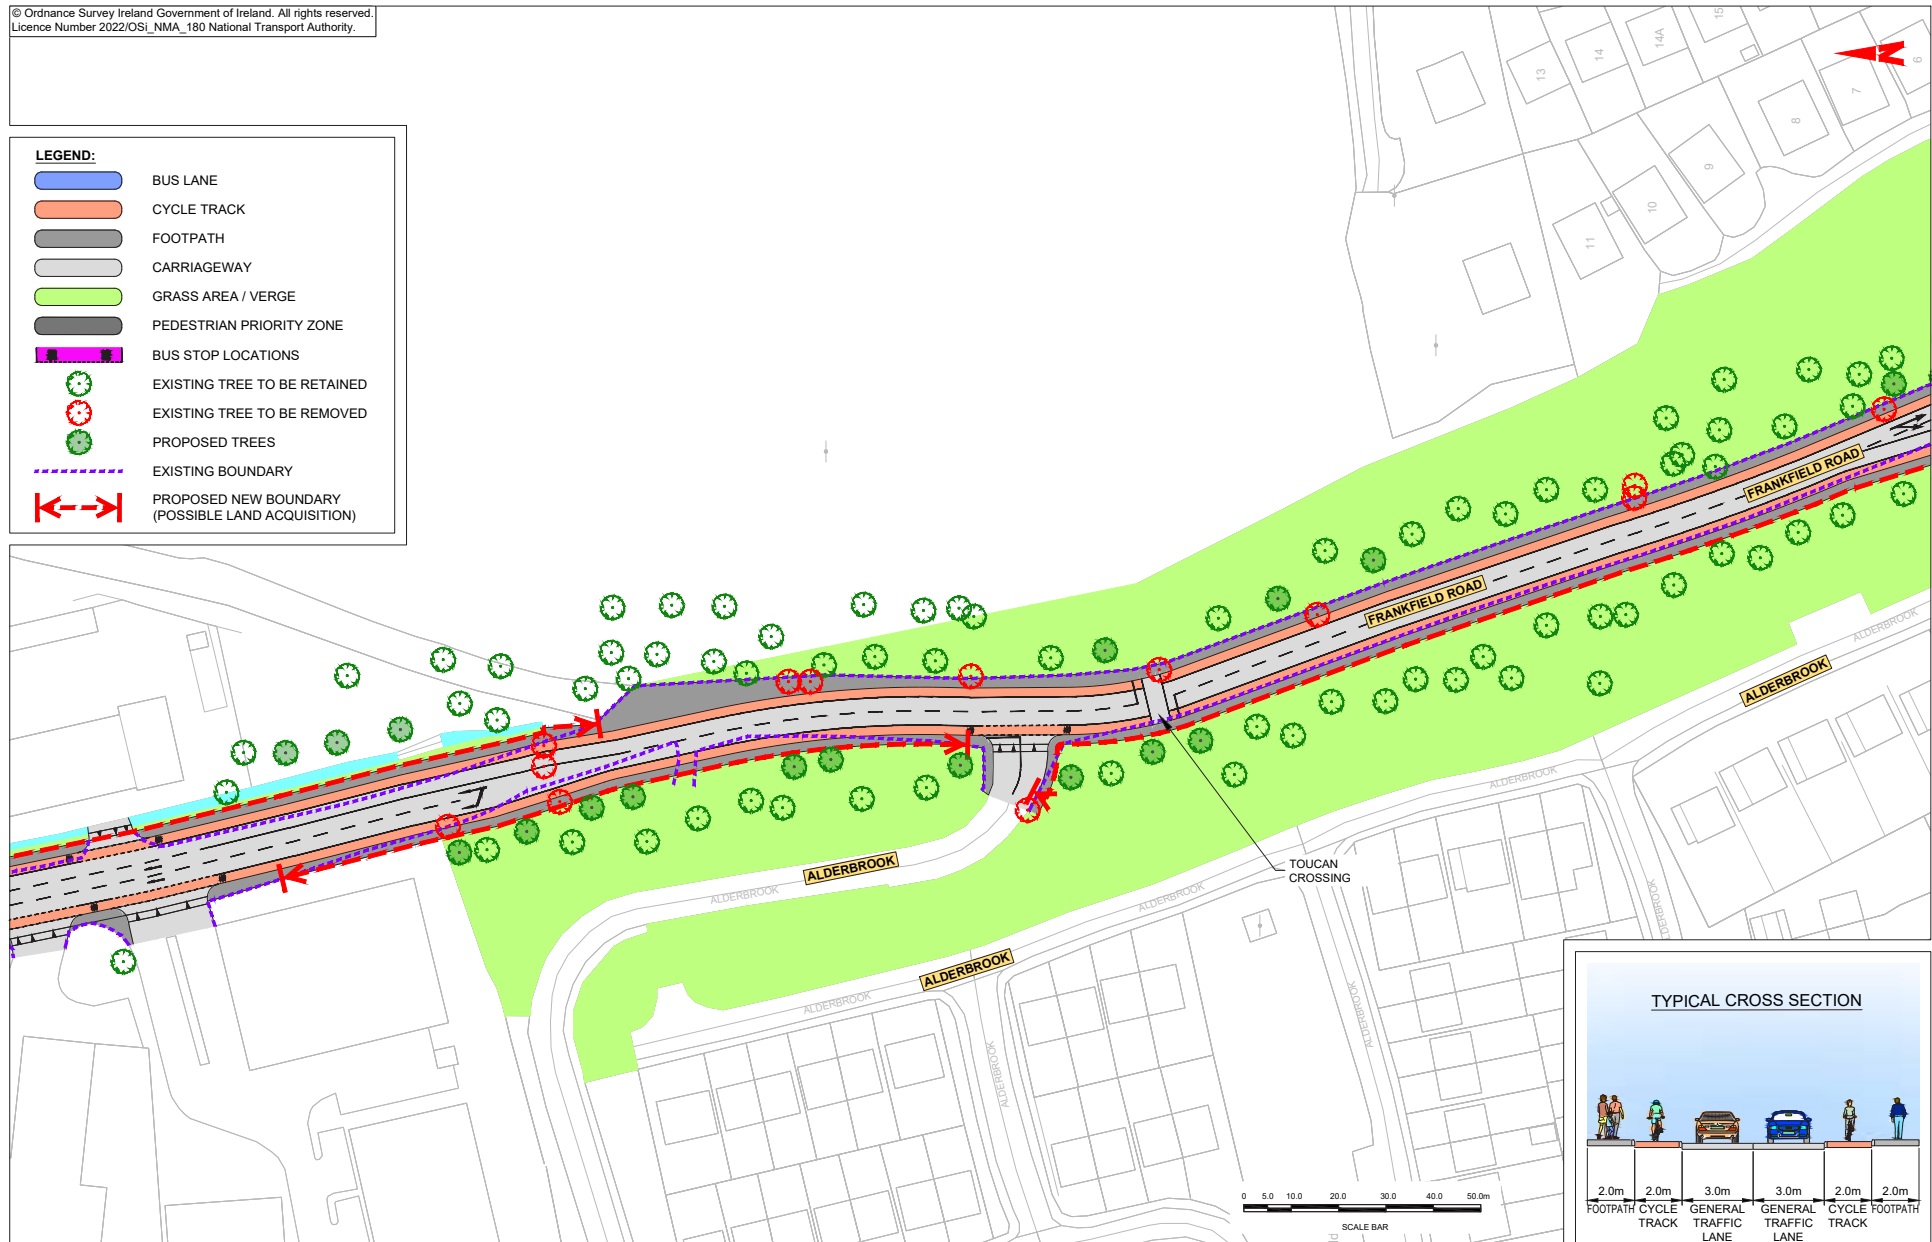 © Ordnance Survey Ireland Government of Ireland. All rights reserved.
Licence Number 2022/OSi_NMA_180 National Transport Authority.
LEGEND:
BUS LANE
CYCLE TRACK
FOOTPATH
CARRIAGEWAY
GRASS AREA / VERGE
PEDESTRIAN PRIORITY ZONE
BUS STOP LOCATIONS
EXISTING TREE TO BE RETAINED
EXISTING TREE TO BE REMOVED
PROPOSED TREES
EXISTING BOUNDARY
PROPOSED NEW BOUNDARY
(POSSIBLE LAND ACQUISITION)
13
14
14A
15
6
7
8
9
10
11
N
FRANKFIELD ROAD
FRANKFIELD ROAD
ALDERBROOK
ALDERBROOK
ALDERBROOK
ALDERBROOK
ALDERBROOK
ALDERBROOK
ALDERBROOK
ALDERBROOK
ALDERBROOK
ALDERBROOK
ALDERBROOK
ALDERBROOK
TOUCAN
CROSSING
0 5.0 10.0 20.0 30.0 40.0 50.0m
SCALE BAR
TYPICAL CROSS SECTION
2.0m 2.0m 3.0m 3.0m 2.0m 2.0m
FOOTPATH CYCLE GENERAL GENERAL CYCLE FOOTPATH
TRACK TRAFFIC TRAFFIC TRACK
LANE LANE